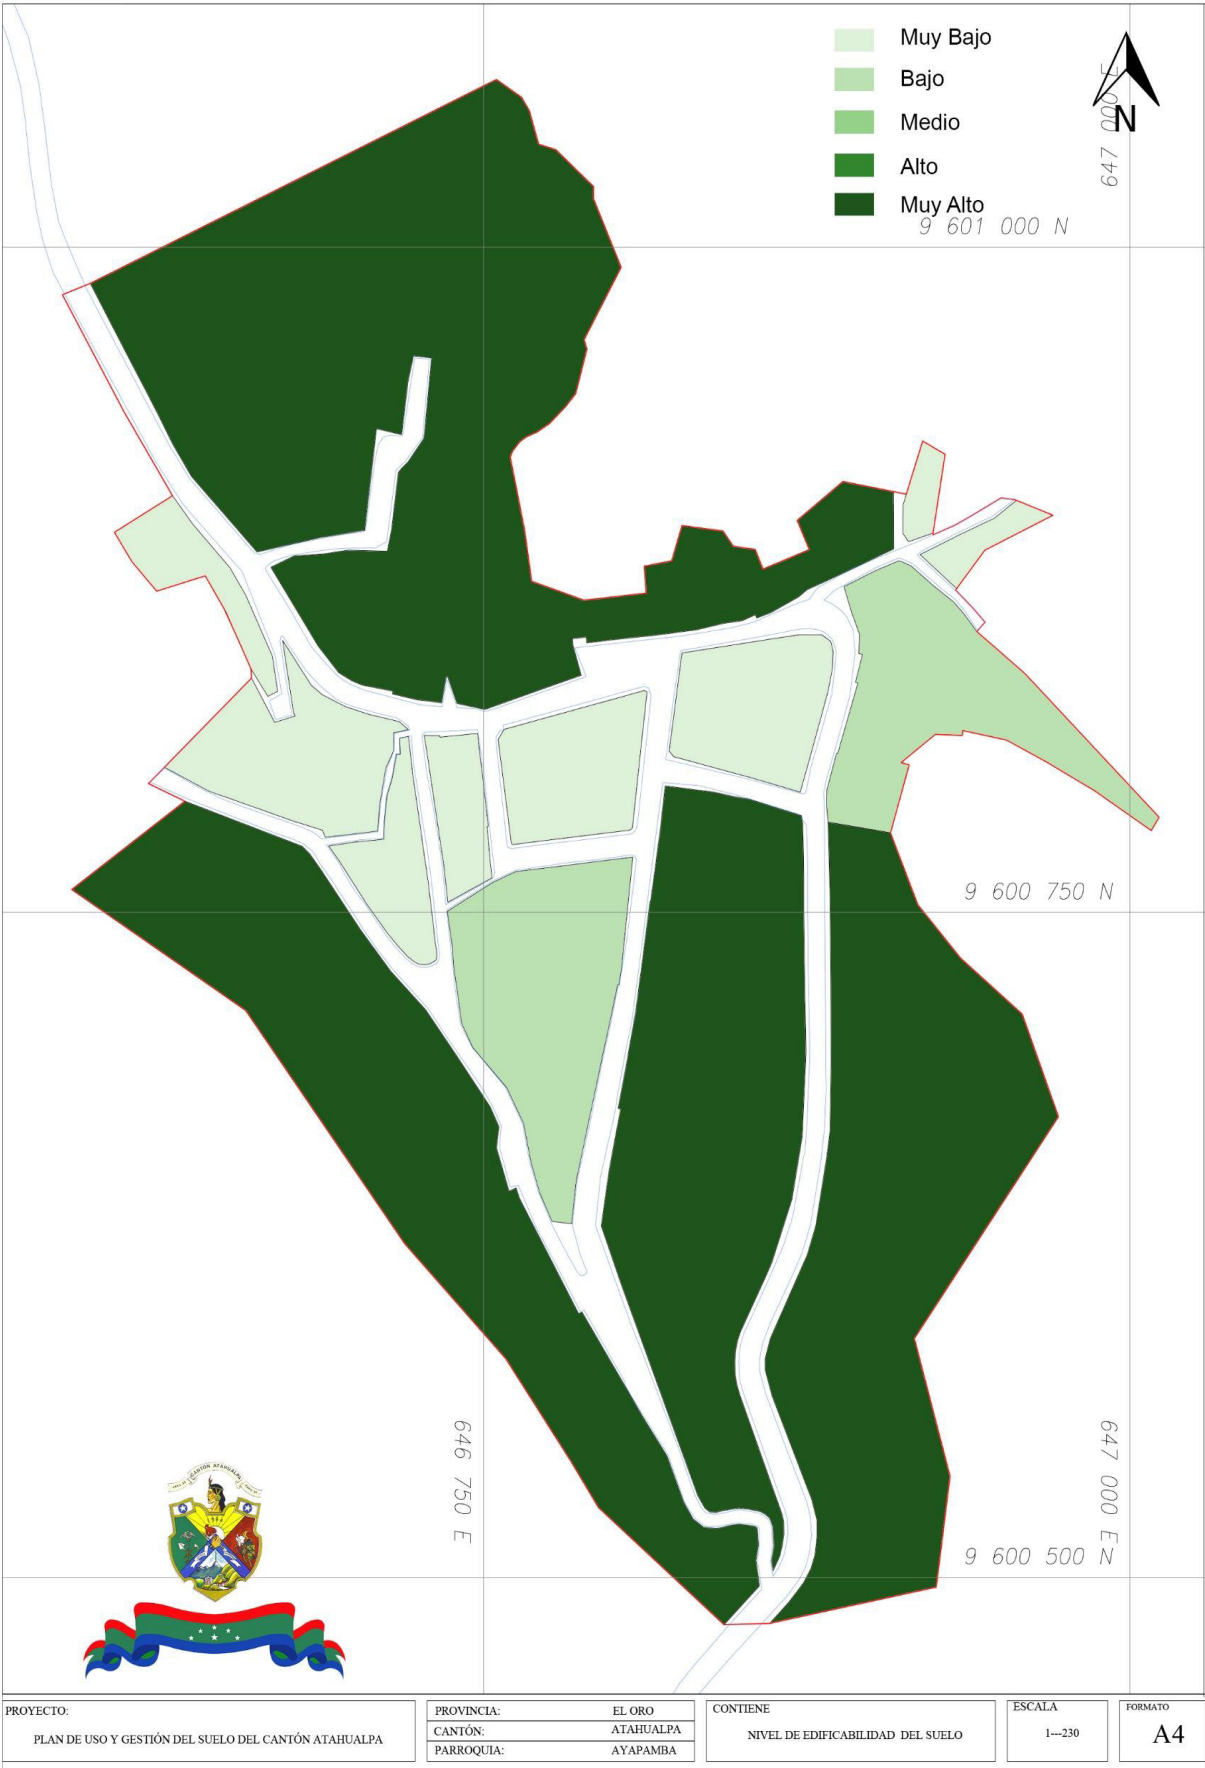 Muy Bajo
Bajo
Medio
Alto
Muy Alto
N
647 000 E
9 601 000 N
9 600 750 N
646 750 E
647 000 E
9 600 500 N
CANTÓN ATAHUALPA
PROYECTO:
PLAN DE USO Y GESTIÓN DEL SUELO DEL CANTÓN ATAHUALPA
PROVINCIA: EL ORO
CANTÓN: ATAHUALPA
PARROQUIA: AYAPAMBA
CONTIENE
NIVEL DE EDIFICABILIDAD DEL SUELO
ESCALA
1---230
FORMATO
A4